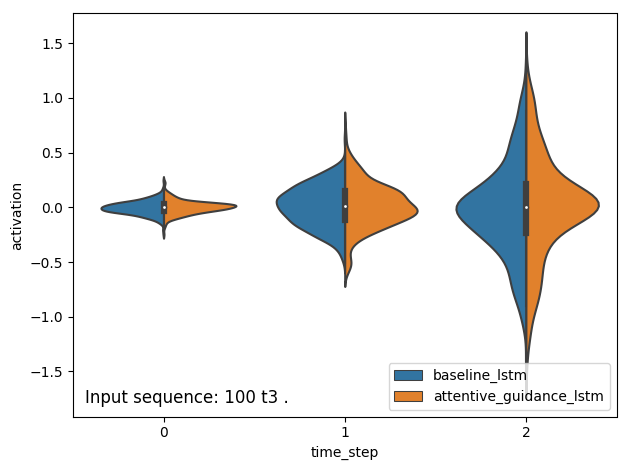 1.5
1.0
0.5
0.0
−0.5
−1.0
−1.5
activation
Input sequence: 100 t3 .
baseline_lstm
attentive_guidance_lstm
0 1 2
time_step